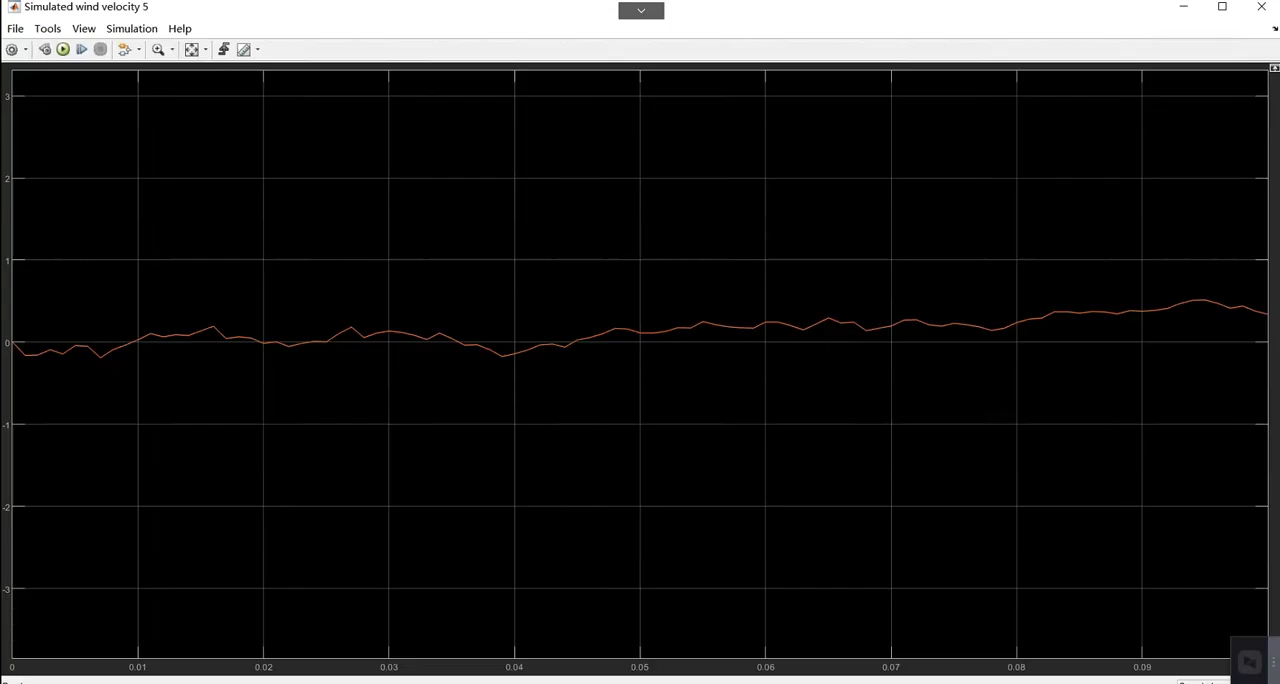 Simulated wind velocity 5
File Tools View Simulation Help
3
2
1
0
-1
-2
-3
0 0.01 0.02 0.03 0.04 0.05 0.06 0.07 0.08 0.09